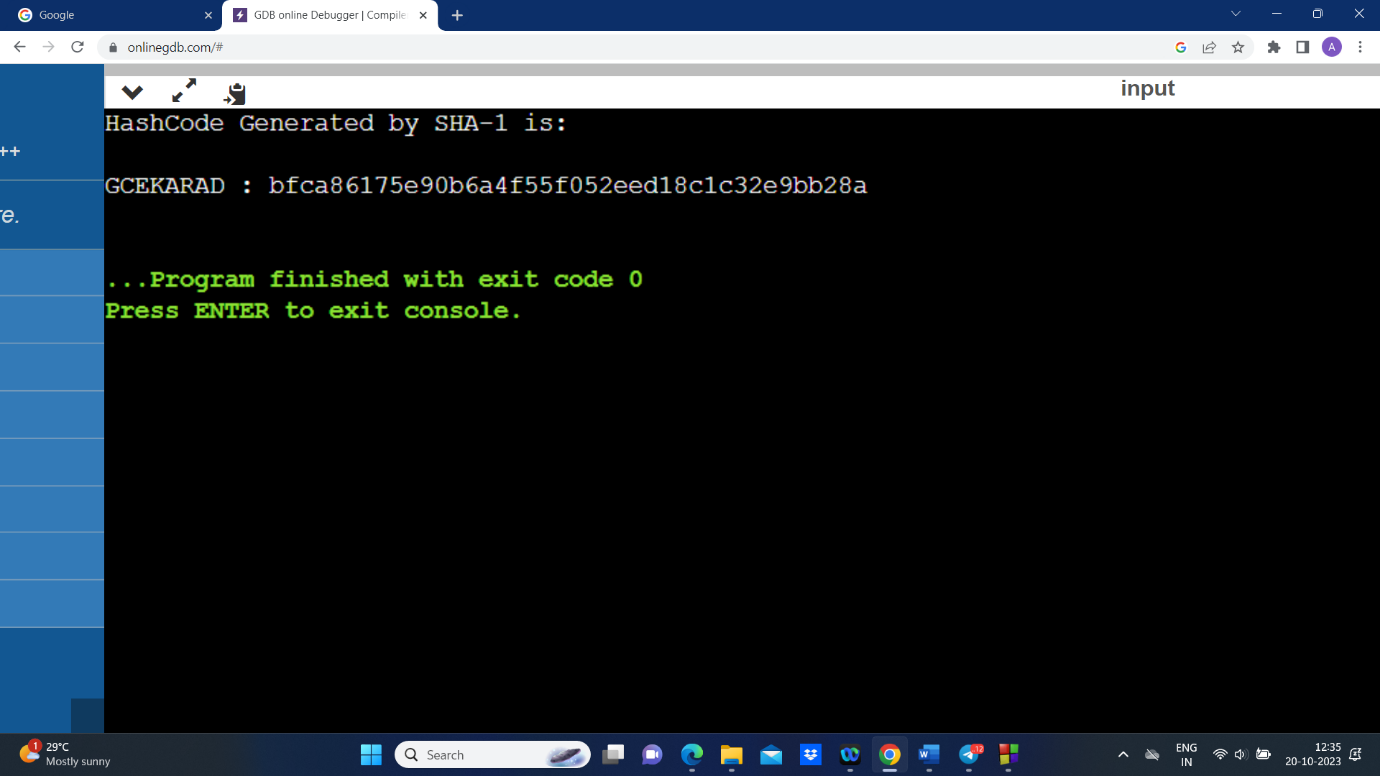 Google
GDB online Debugger | Compile
onlinegdb.com/#
A
input
++
re.
HashCode Generated by SHA-1 is:
GCEKARAD : bfca86175e90b6a4f55f052eed18c1c32e9bb28a
...Program finished with exit code 0
Press ENTER to exit console.
1
29°C
Mostly sunny
Search
W
12
ENG
IN
12:35
20-10-2023